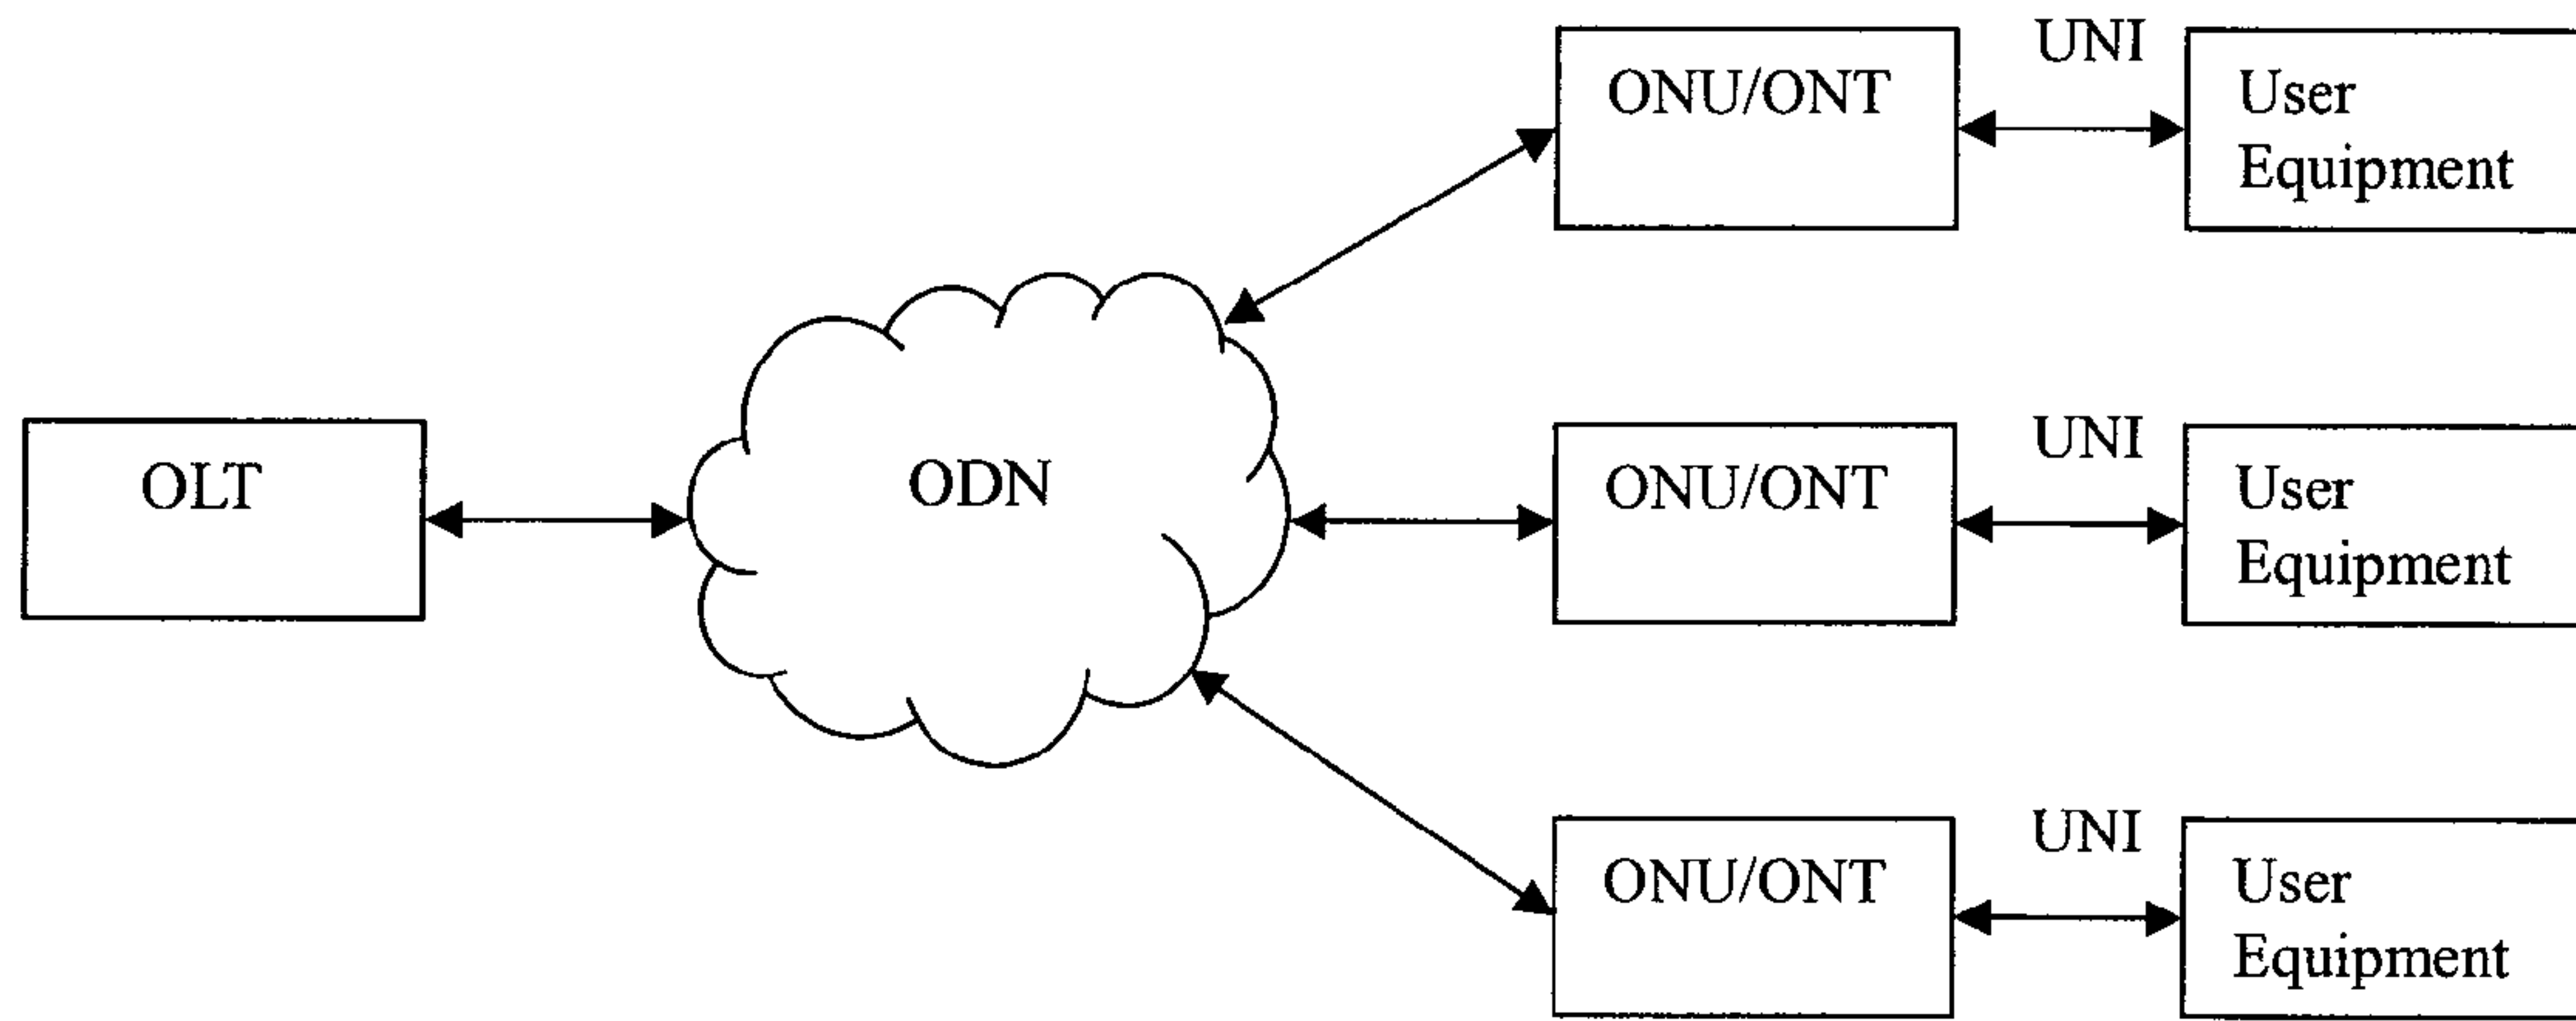 UNI
ONU/ONT
User
Equipment
OLT
ODN
UNI
ONU/ONT
User
Equipment
UNI
ONU/ONT
User
Equipment